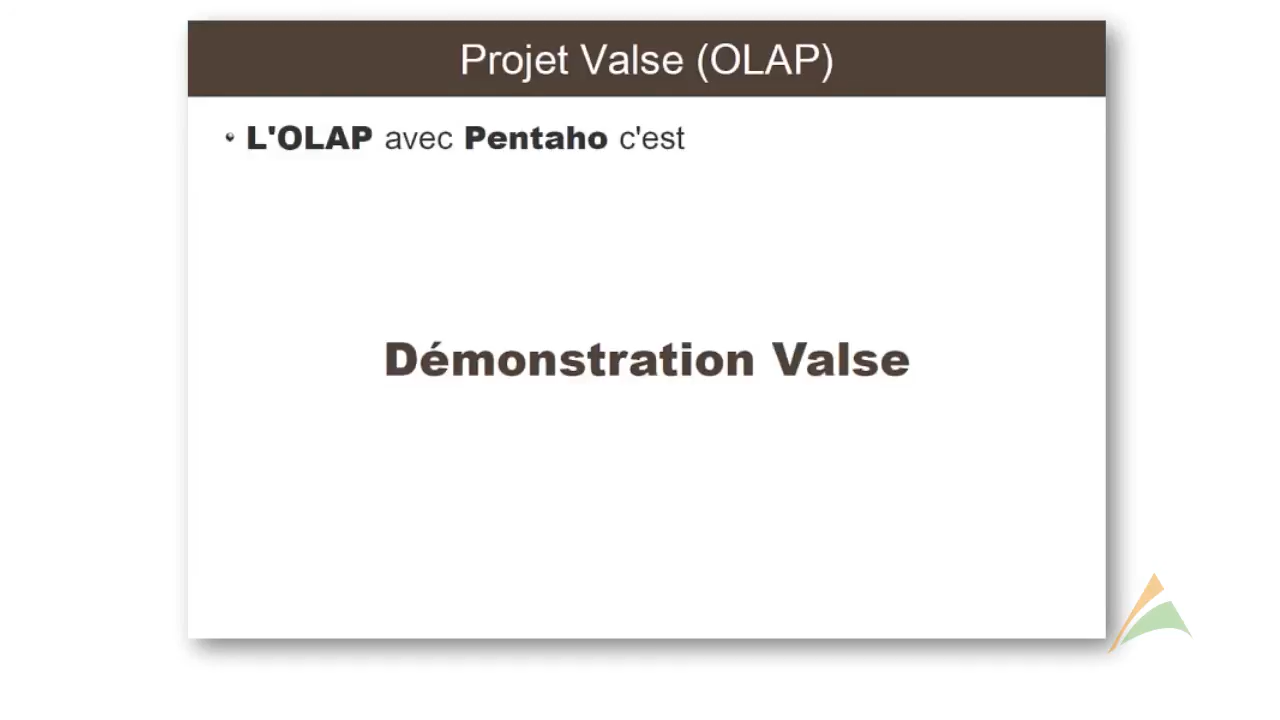 Projet Valse (OLAP)
• L'OLAP avec Pentaho c'est
Démonstration Valse